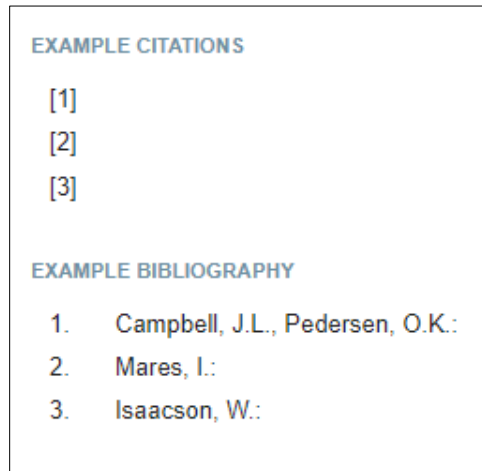 EXAMPLE CITATIONS
[1]
[2]
[3]
EXAMPLE BIBLIOGRAPHY
1. Campbell, J.L., Pedersen, O.K.:
2. Mares, I.:
3. Isaacson, W.: